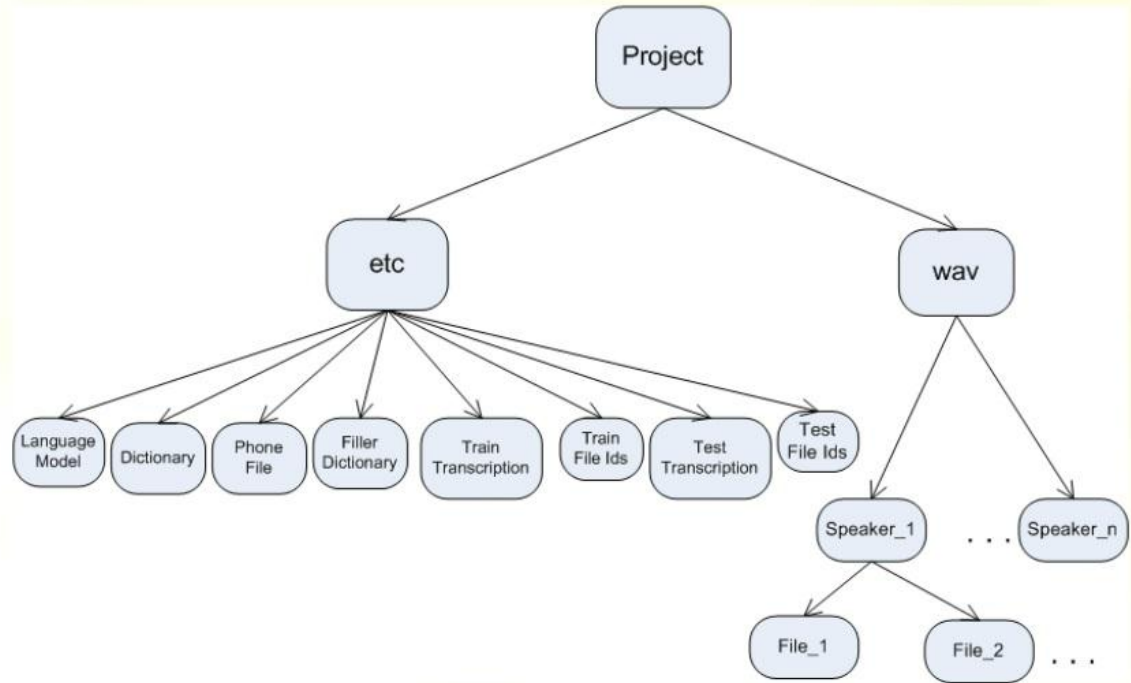 Project
etc
wav
Language
Model
Dictionary
Phone
File
Filler
Dictionary
Train
Transcription
Train
File Ids
Test
Transcription
Test
File Ids
Speaker_1
. . .
Speaker_n
File_1
File_2
. . .